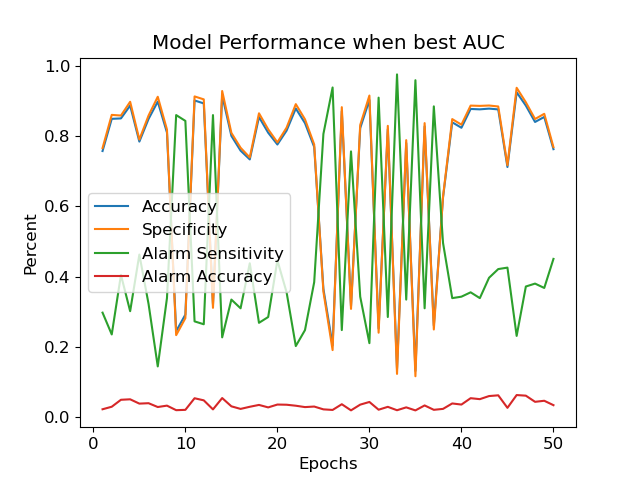 Model Performance when best AUC
1.0
0.8
0.6
0.4
0.2
0.0
Percent
Accuracy
Specificity
Alarm Sensitivity
Alarm Accuracy
0
10
20
30
40
50
Epochs